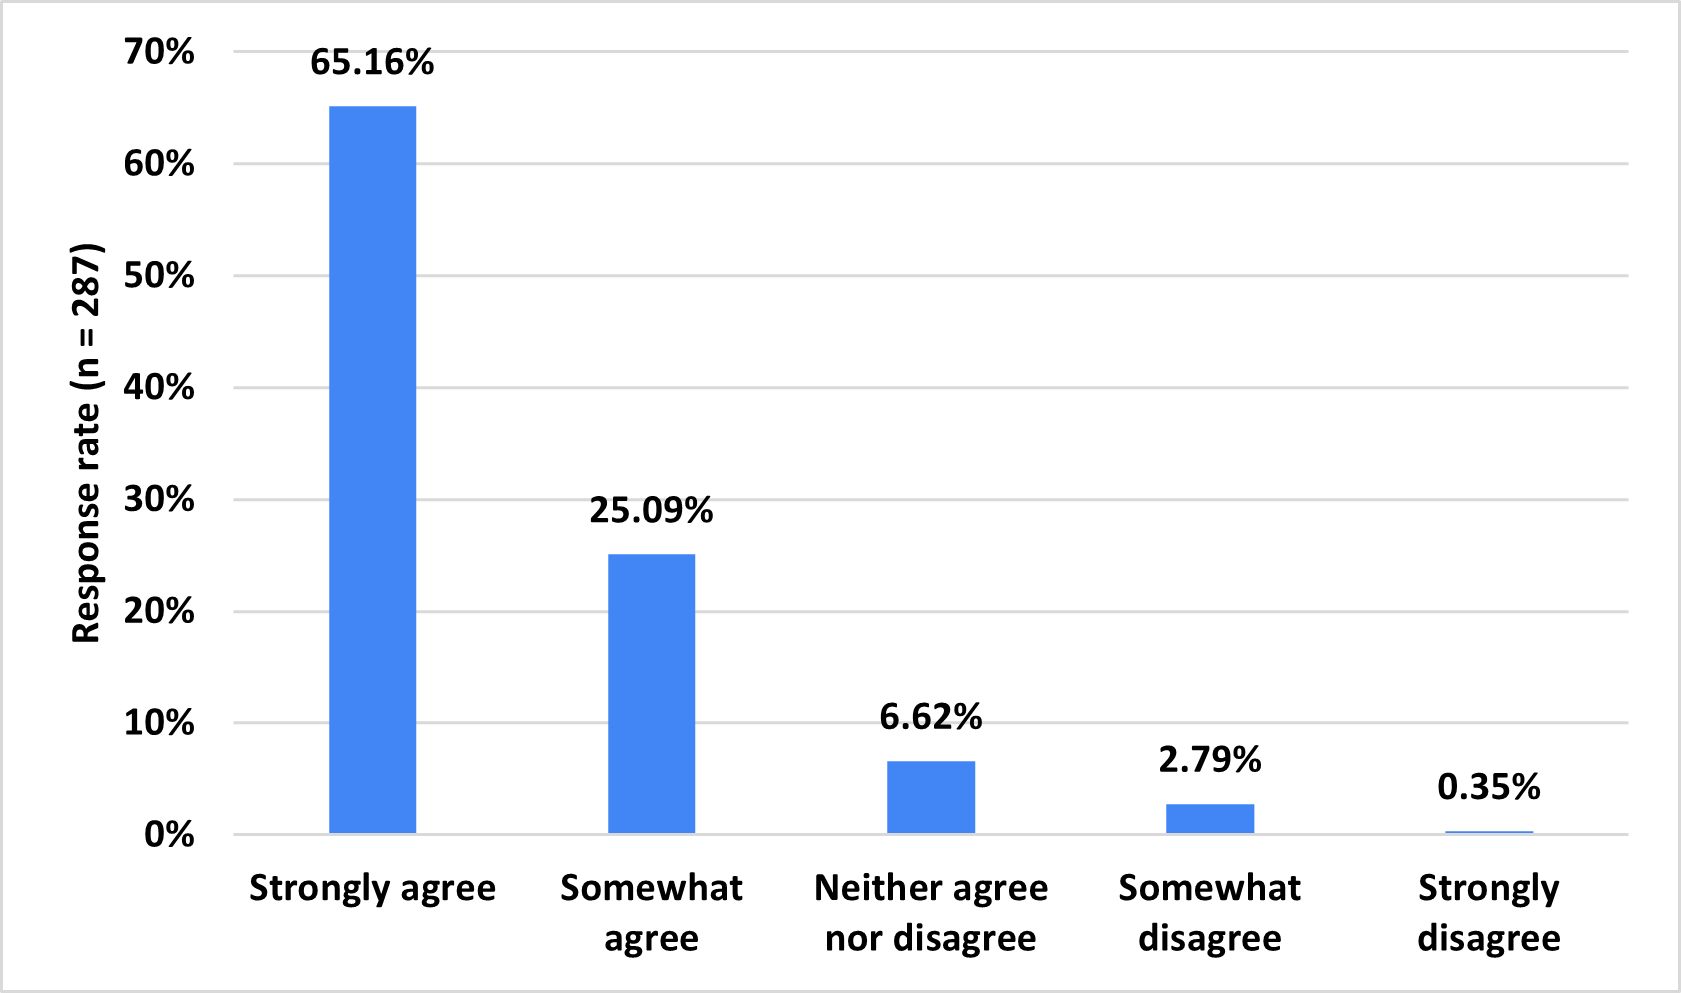 70%
60%
50%
40%
30%
20%
10%
0%
Response rate (n = 287)
65.16%
25.09%
6.62%
2.79%
0.35%
Strongly agree
Somewhat
agree
Neither agree
nor disagree
Somewhat
disagree
Strongly
disagree